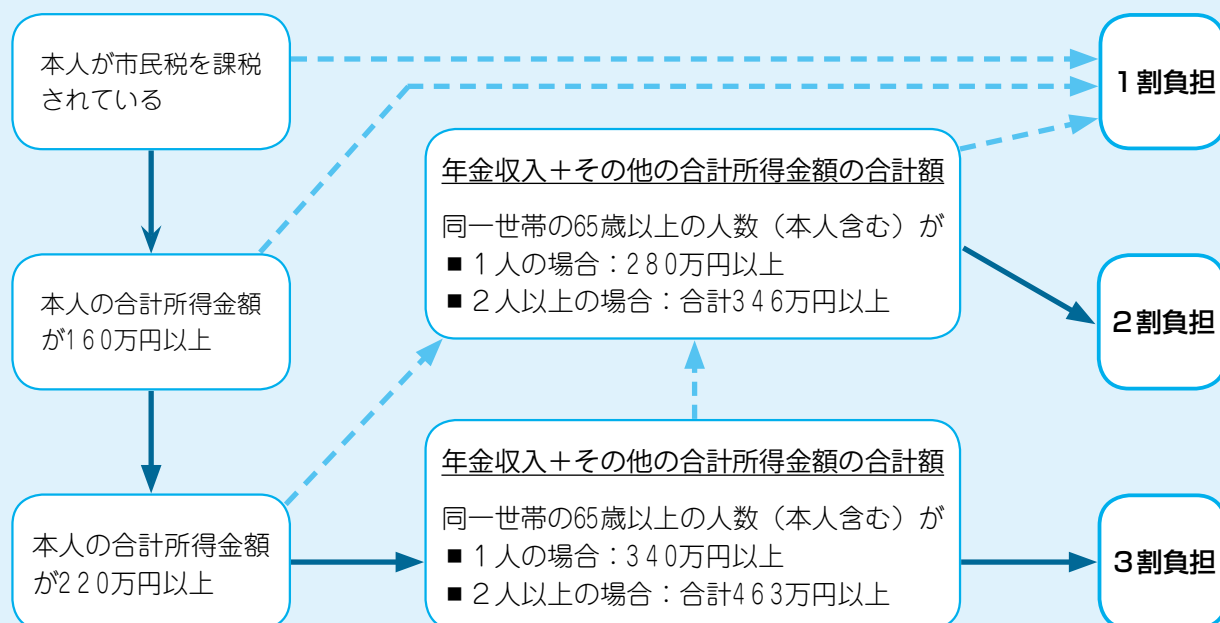 本人が市民税を課税
されている
本人の合計所得金額
が160万円以上
本人の合計所得金額
が220万円以上
年金収入＋その他の合計所得金額の合計額
同一世帯の65歳以上の人数（本人含む）が
■ 1人の場合：280万円以上
■ 2人以上の場合：合計346万円以上
年金収入＋その他の合計所得金額の合計額
同一世帯の65歳以上の人数（本人含む）が
■ 1人の場合：340万円以上
■ 2人以上の場合：合計463万円以上
1割負担
2割負担
3割負担